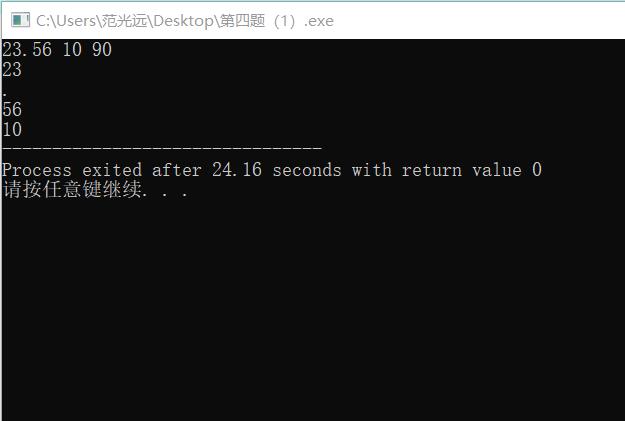 C:\Users\范光远\Desktop\第四题（1）.exe
23.56 10 90
23
.
56
10
--------------------------------
Process exited after 24.16 seconds with return value 0
请按任意键继续. . .